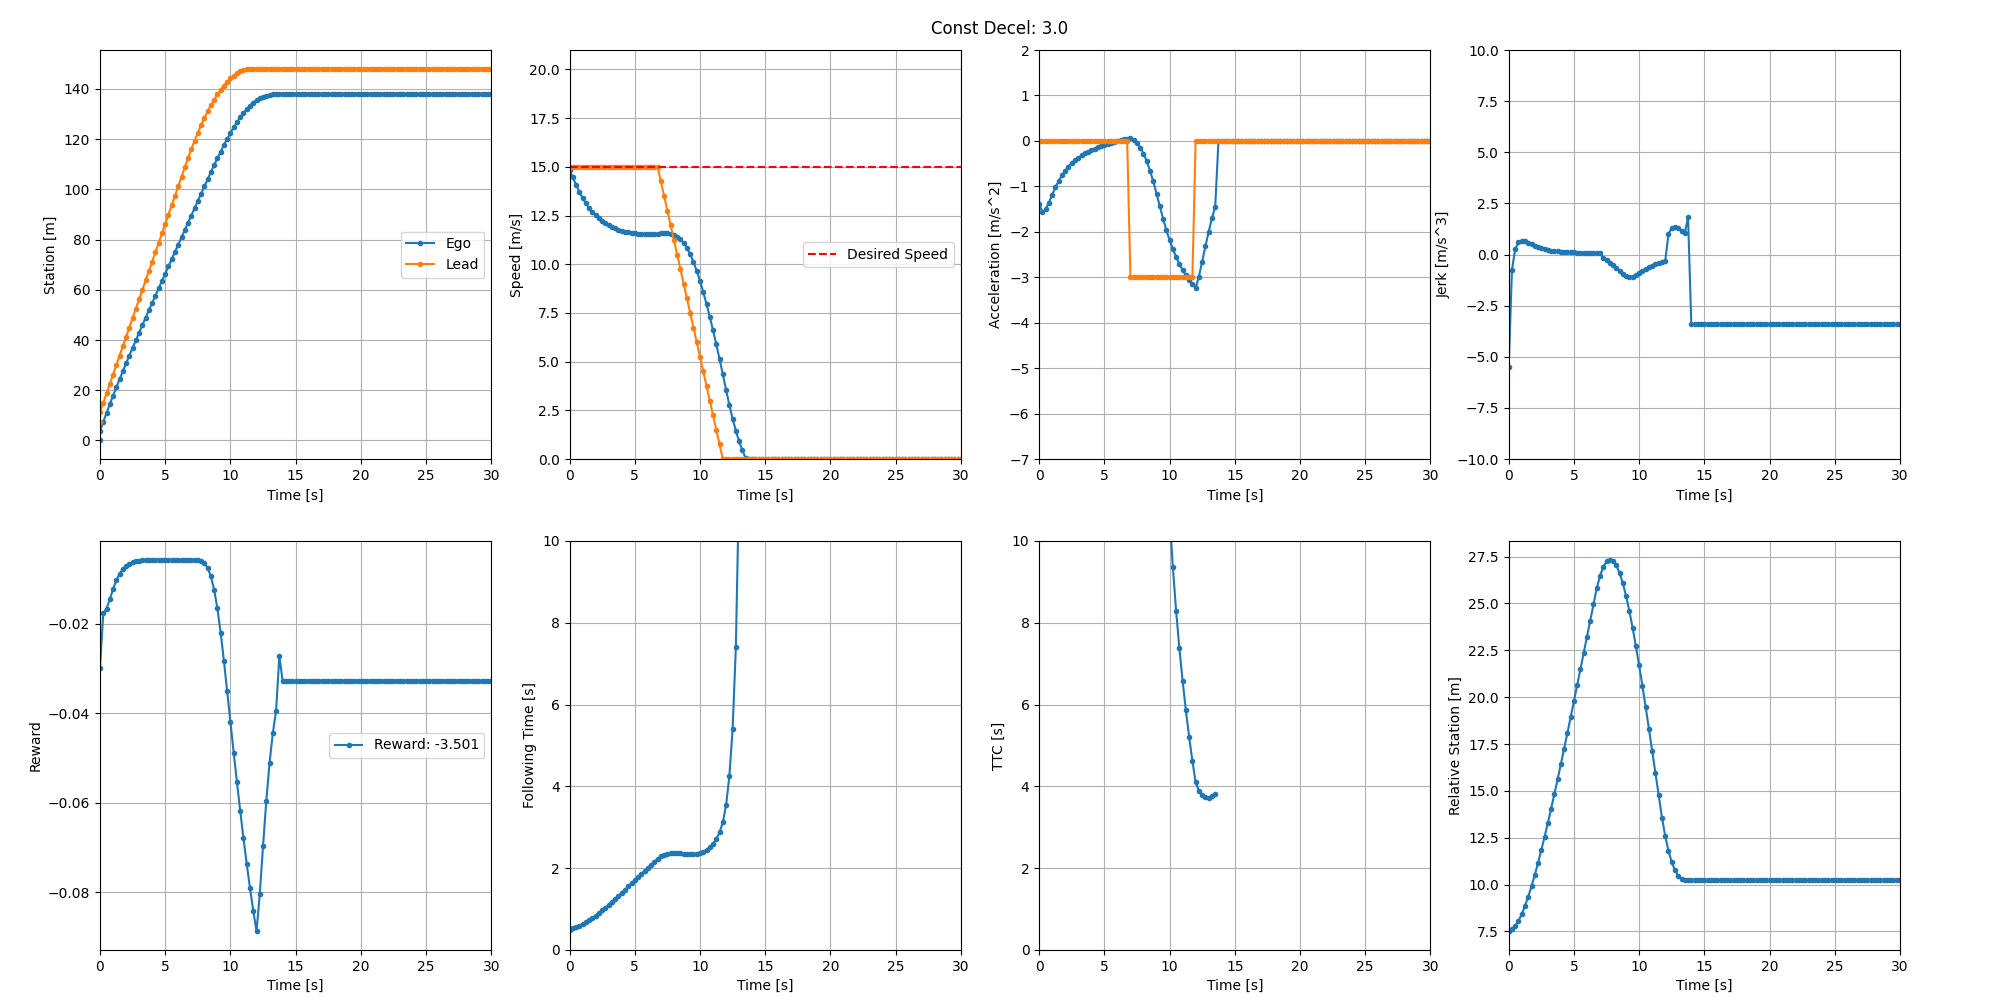 Const Decel: 3.0
Station [m]
140
120
100
80
60
40
20
0
Ego
Lead
0 5 10 15 20 25 30
Time [s]
Speed [m/s]
20.0
17.5
15.0
12.5
10.0
7.5
5.0
2.5
0.0
Desired Speed
0 5 10 15 20 25 30
Time [s]
Acceleration [m/s^2]
2
1
0
−1
−2
−3
−4
−5
−6
−7
0 5 10 15 20 25 30
Time [s]
Jerk [m/s^3]
10.0
7.5
5.0
2.5
0.0
−2.5
−5.0
−7.5
−10.0
0 5 10 15 20 25 30
Time [s]
Reward
−0.02
−0.04
−0.06
−0.08
Reward: -3.501
0 5 10 15 20 25 30
Time [s]
Following Time [s]
10
8
6
4
2
0
0 5 10 15 20 25 30
Time [s]
TTC [s]
10
8
6
4
2
0
0 5 10 15 20 25 30
Time [s]
Relative Station [m]
27.5
25.0
22.5
20.0
17.5
15.0
12.5
10.0
7.5
0 5 10 15 20 25 30
Time [s]